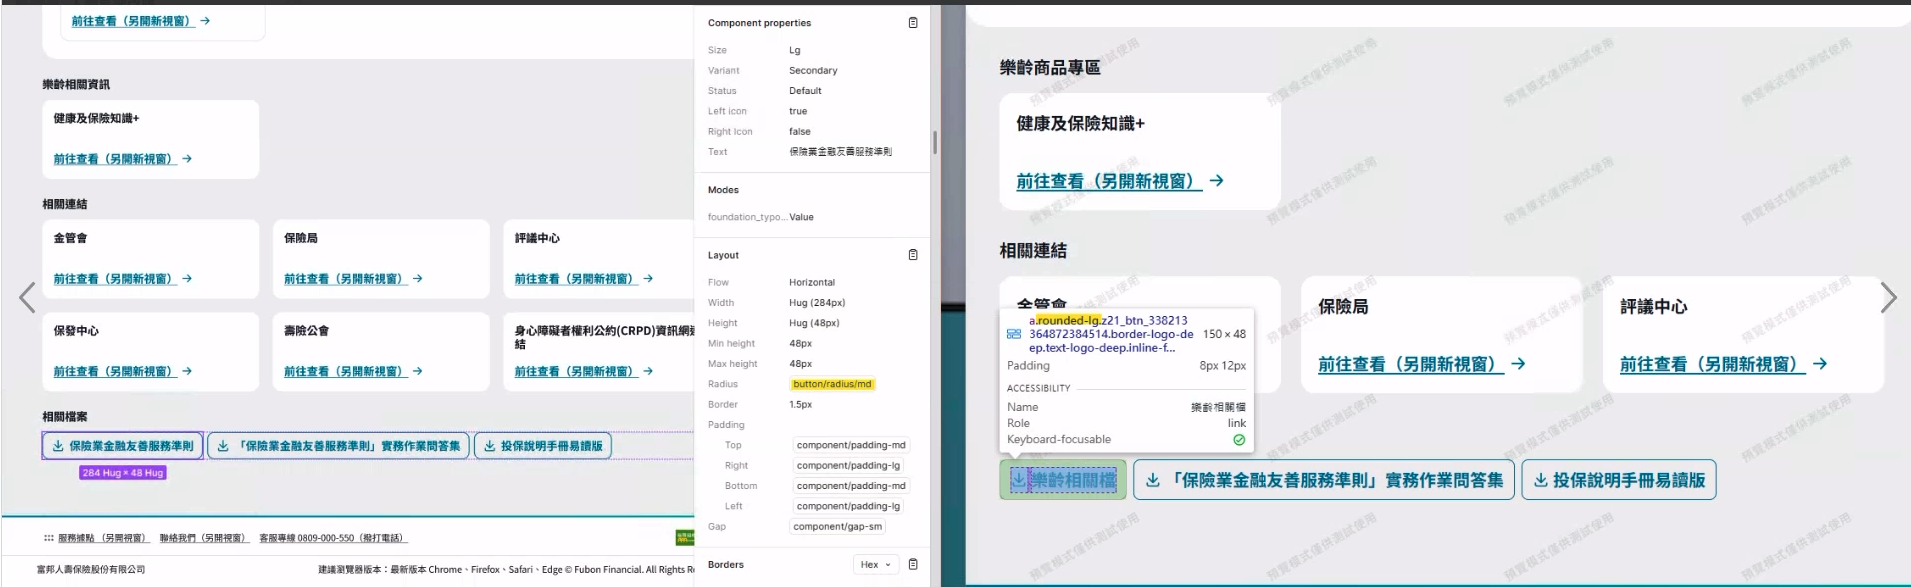 前往查看（另開新視窗） →
樂齡相關資訊
健康及保險知識+
前往查看（另開新視窗） →
相關連結
金管會
前往查看（另開新視窗） →
保險局
前往查看（另開新視窗） →
評議中心
前往查看（另開新視窗） →
保發中心
前往查看（另開新視窗） →
壽險公會
前往查看（另開新視窗） →
身心障礙者權利公約(CRPD)資訊網連
結
前往查看（另開新視窗） →
相關檔案
保險業金融友善服務準則
「保險業金融友善服務準則」實務作業問答集
投保說明手冊易讀版
284 Hug × 48 Hug
::: 服務據點 （另開視窗） 聯絡我們（另開視窗） 客服專線 0809-000-550（撥打電話）
富邦人壽保險股份有限公司
建議瀏覽器版本：最新版本 Chrome、Firefox、Safari、Edge © Fubon Financial. All Rights Re
Component properties
Size Lg
Variant Secondary
Status Default
Left icon true
Right Icon false
Text 保險業金融友善服務準則
Modes
foundation_typo... Value
Layout
Flow Horizontal
Width Hug (284px)
Height Hug (48px)
Min height 48px
Max height 48px
Radius button/radius/md
Border 1.5px
Padding
Top component/padding-md
Right component/padding-lg
Bottom component/padding-md
Left component/padding-lg
Gap component/gap-sm
Borders Hex
樂齡商品專區
健康及保險知識+
前往查看（另開新視窗） →
相關連結
金管會
保險局
前往查看（另開新視窗） →
評議中心
前往查看（另開新視窗） →
a.rounded-lg.z21_btn_338213
364872384514.border-logo-de
ep.text-logo-deep.inline-f...
150 × 48
Padding 8px 12px
ACCESSIBILITY
Name 樂齡相關檔
Role link
Keyboard-focusable
樂齡相關檔
「保險業金融友善服務準則」實務作業問答集
投保說明手冊易讀版
預覽模式僅供測試使用